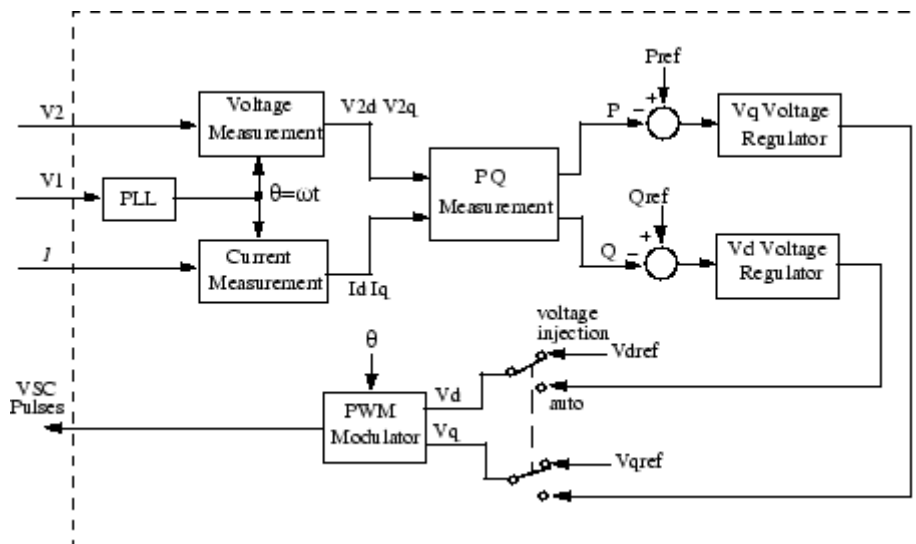 Pref
V2
Voltage
Measurement
V2d V2q
P
+
−
Vq Voltage
Regulator
V1
PLL
θ=ωt
PQ
Measurement
Qref
I
Current
Measurement
Id Iq
Q
+
−
Vd Voltage
Regulator
voltage
injection
θ
Vdref
VSC
Pulses
Vd
auto
PWM
Modulator
Vq
Vqref